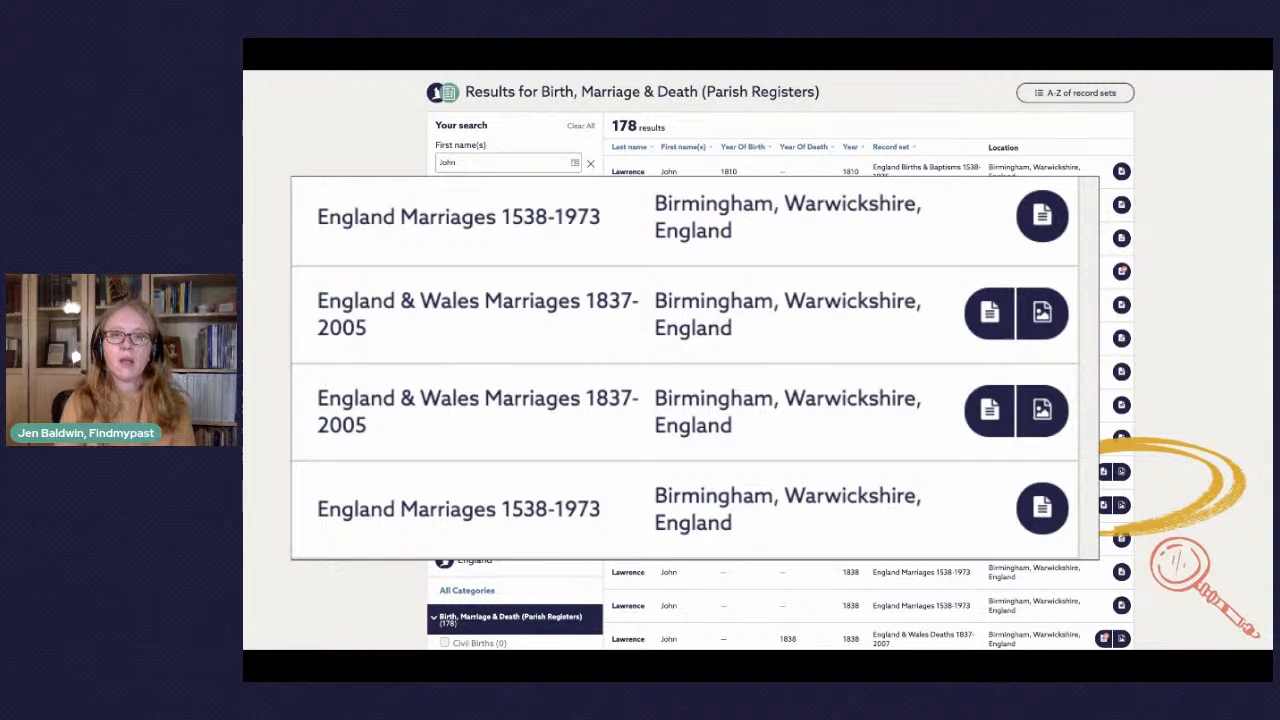 Results for Birth, Marriage & Death (Parish Registers)
A-Z of record sets
Your search
Clear All
First name(s)
John
178 results
Last name First name(s) Year Of Birth Year Of Death Year Record set Location
Lawrence John 1810 — 1810 England Births & Baptisms 1538- Birmingham, Warwickshire,
England Marriages 1538-1973
Birmingham, Warwickshire,
England
England & Wales Marriages 1837-
2005
Birmingham, Warwickshire,
England
England & Wales Marriages 1837-
2005
Birmingham, Warwickshire,
England
England Marriages 1538-1973
Birmingham, Warwickshire,
England
Jen Baldwin, Findmypast
England
All Categories
Birth, Marriage & Death (Parish Registers)
(178)
Civil Births (0)
Lawrence John — — 1838 England Marriages 1538-1973 Birmingham, Warwickshire,
England
Lawrence John — — 1838 England Marriages 1538-1973 Birmingham, Warwickshire,
England
Lawrence John — 1838 1838 England & Wales Deaths 1837-
2007
Birmingham, Warwickshire,
England